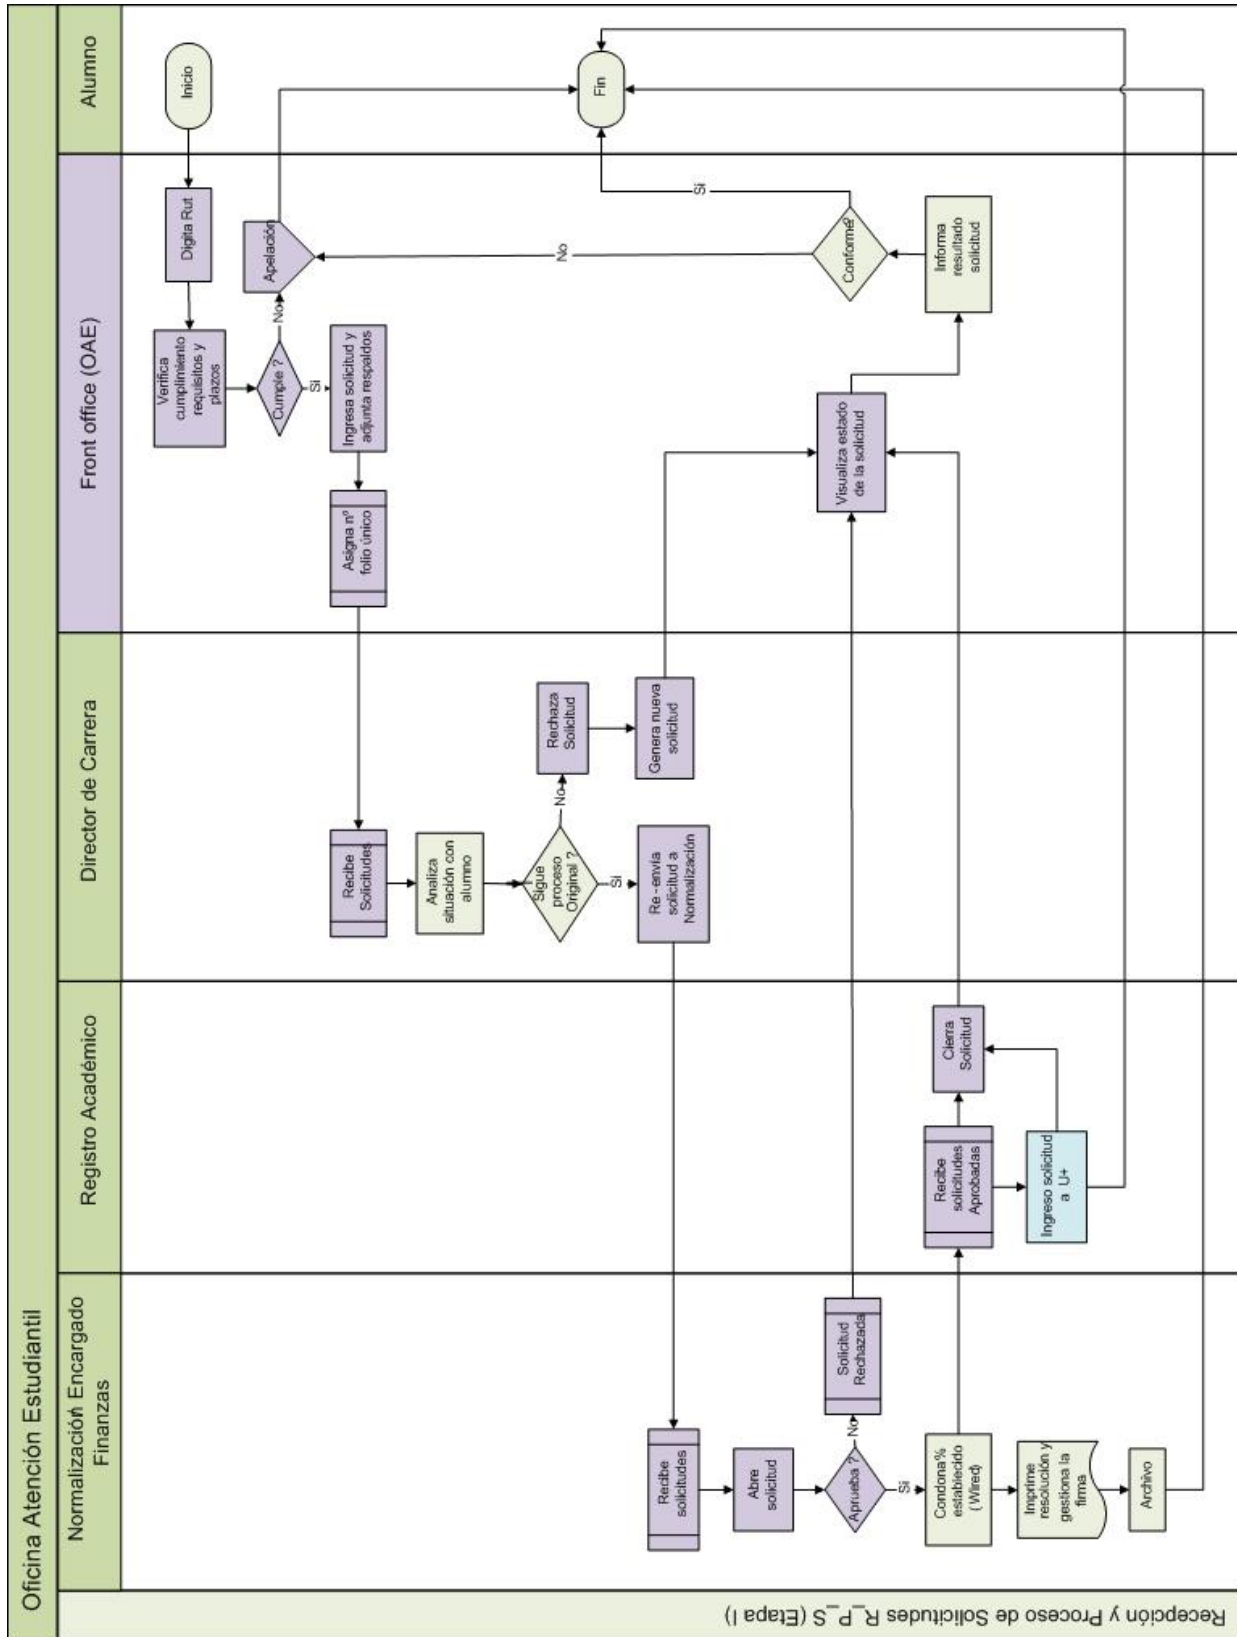 Oficina Atención Estudiantil
Normalización Encargado
Finanzas
Registro Académico
Director de Carrera
Front office (OAE)
Alumno
Recepción y Proceso de Solicitudes R_P_S (Etapa I)
Inicio
Digita Rut
Verifica
cumplimiento
requisitos y
plazos
Cumple ?
No
Si
Apelación
Ingresa solicitud y
adjunta respaldos
Asigna nº
folio único
Recibe
Solicitudes
Analiza
situación con
alumno
Sigue
proceso
Original ?
No
Si
Rechaza
Solicitud
Genera nueva
solicitud
Re-envía
solicitud a
Normalización
Recibe
solicitudes
Abre
solicitud
Aprueba ?
No
Si
Solicitud
Rechazada
Condona %
establecido
( Wired)
Imprime
resolución y
gestiona la
firma
Archivo
Recibe
solicitudes
Aprobadas
Cierra
Solicitud
Ingreso solicitud
a U+
Visualiza estado
de la solicitud
Informa
resultado
solicitud
Conforme?
No
Si
Fin